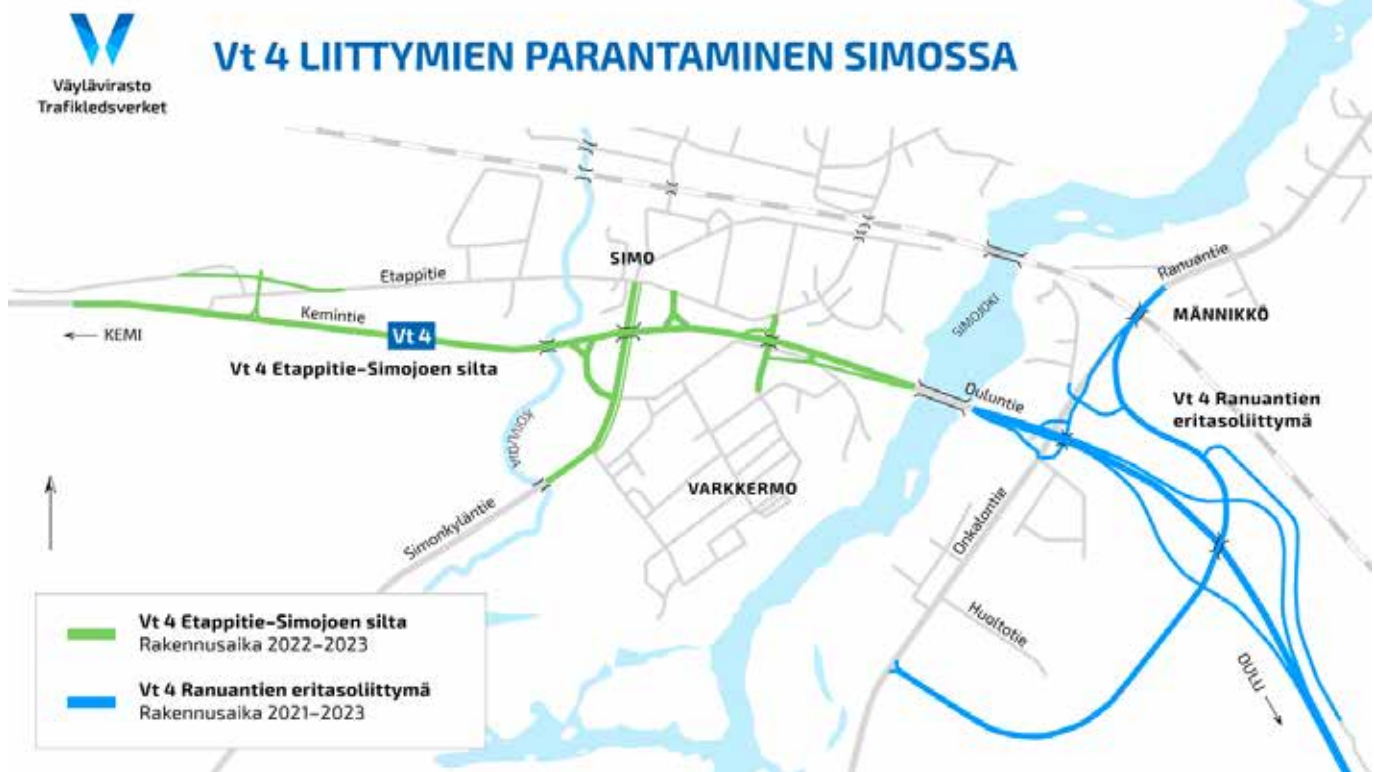 Väylävirasto
Trafikledsverket
Vt 4 LIITTYMIEN PARANTAMINEN SIMOSSA
SIMO
Etappitie
Ranuantie
SIMOJOKI
MÄNNIKKÖ
Kemintie
← KEMI
Vt 4
Vt 4 Etappitie–Simojoen silta
Ouluntie
Vt 4 Ranuantien
eritasoliittymä
KOIVUOJA
VARKKERMO
Simonkyläntie
Onkalontie
Huoltotie
OULU →
Vt 4 Etappitie–Simojoen silta
Rakennusaika 2022–2023
Vt 4 Ranuantien eritasoliittymä
Rakennusaika 2021–2023